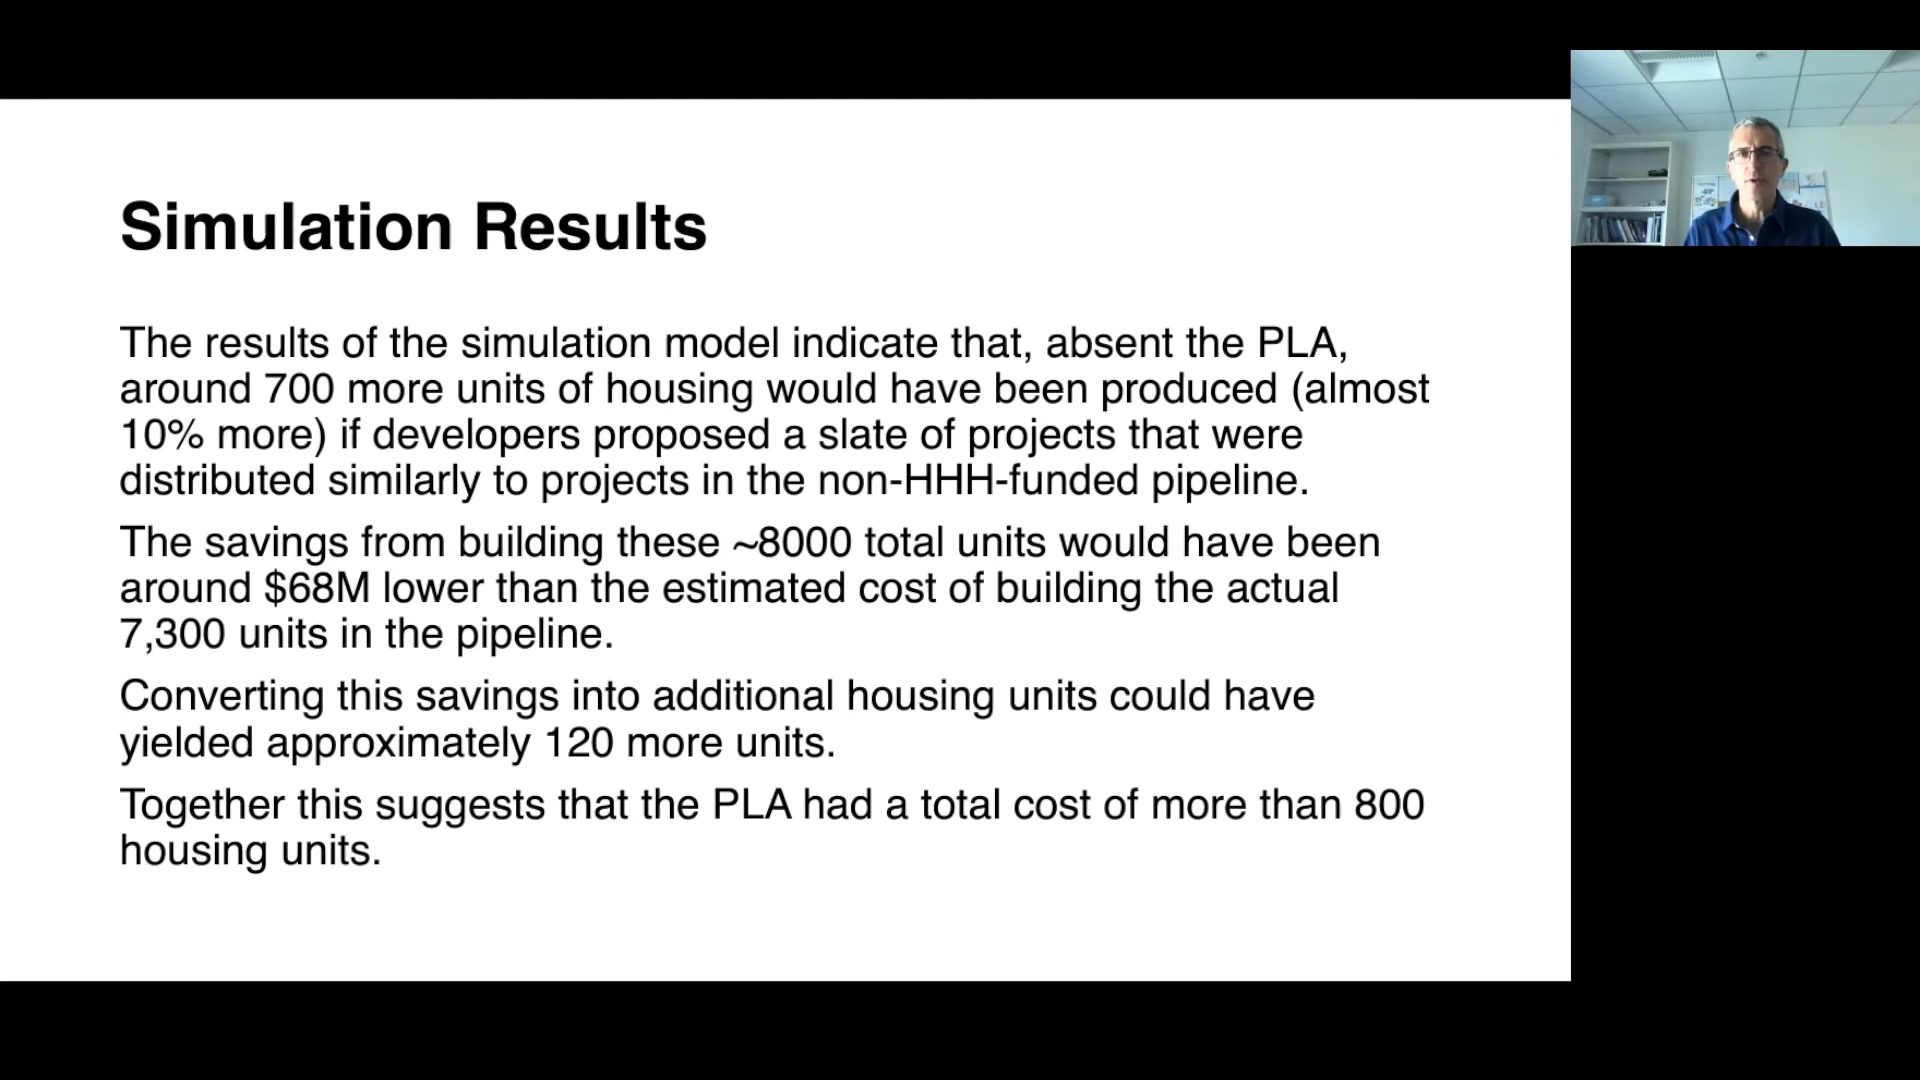 Simulation Results
The results of the simulation model indicate that, absent the PLA,
around 700 more units of housing would have been produced (almost
10% more) if developers proposed a slate of projects that were
distributed similarly to projects in the non-HHH-funded pipeline.
The savings from building these ~8000 total units would have been
around $68M lower than the estimated cost of building the actual
7,300 units in the pipeline.
Converting this savings into additional housing units could have
yielded approximately 120 more units.
Together this suggests that the PLA had a total cost of more than 800
housing units.